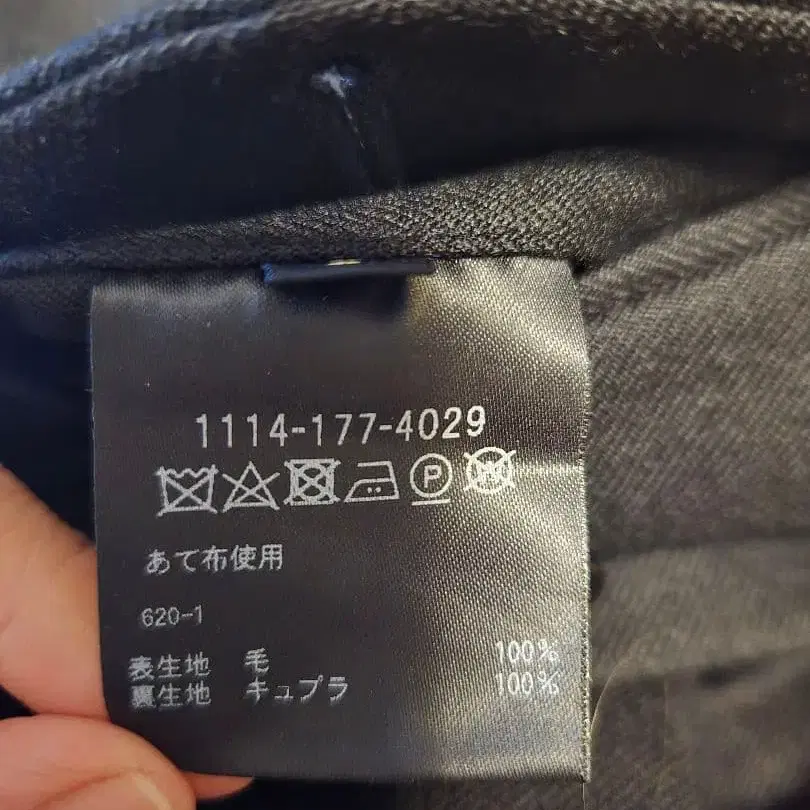 1114-177-4029
P W
あて布使用
620-1
表生地 毛 100%
裏生地 キュプラ 100%